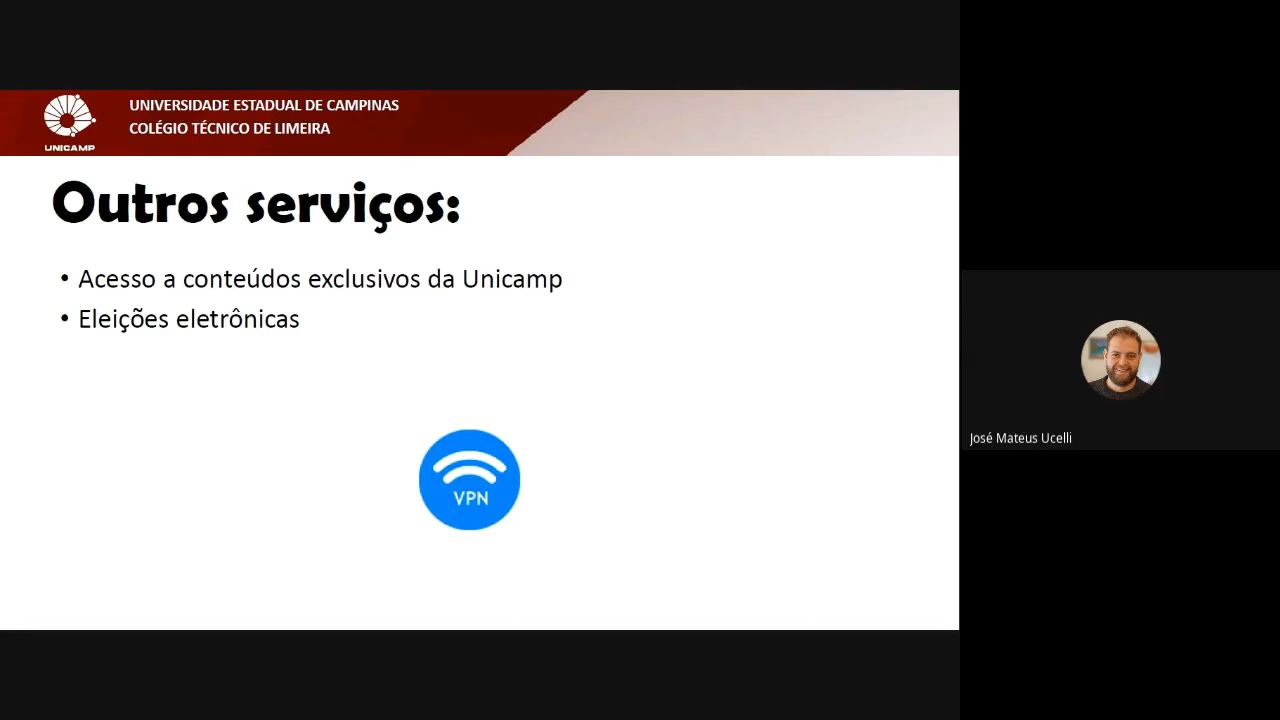 UNIVERSIDADE ESTADUAL DE CAMPINAS
COLÉGIO TÉCNICO DE LIMEIRA
UNICAMP
Outros serviços:
• Acesso a conteúdos exclusivos da Unicamp
• Eleições eletrônicas
VPN
José Mateus Ucelli